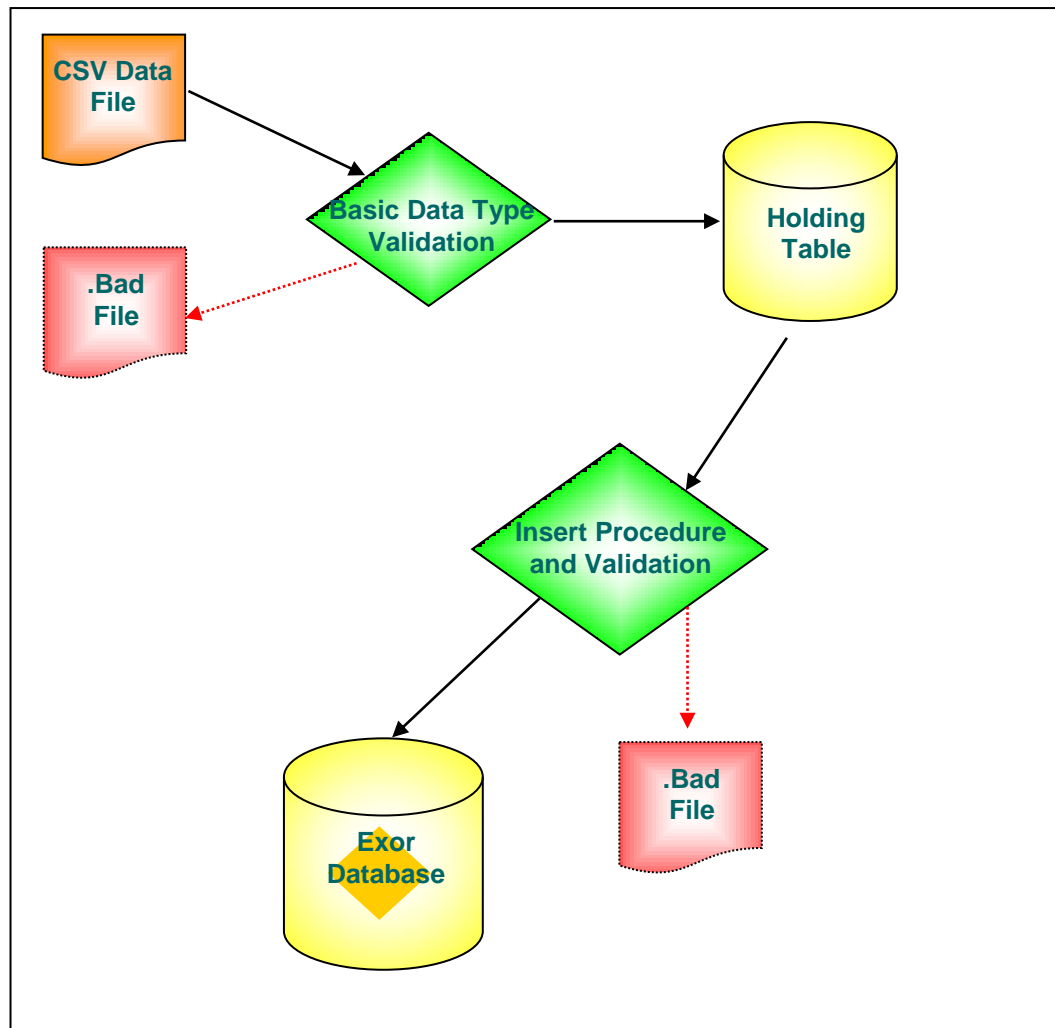 CSV Data
File
Basic Data Type
Validation
Holding
Table
.Bad
File
Insert Procedure
and Validation
Exor
Database
.Bad
File